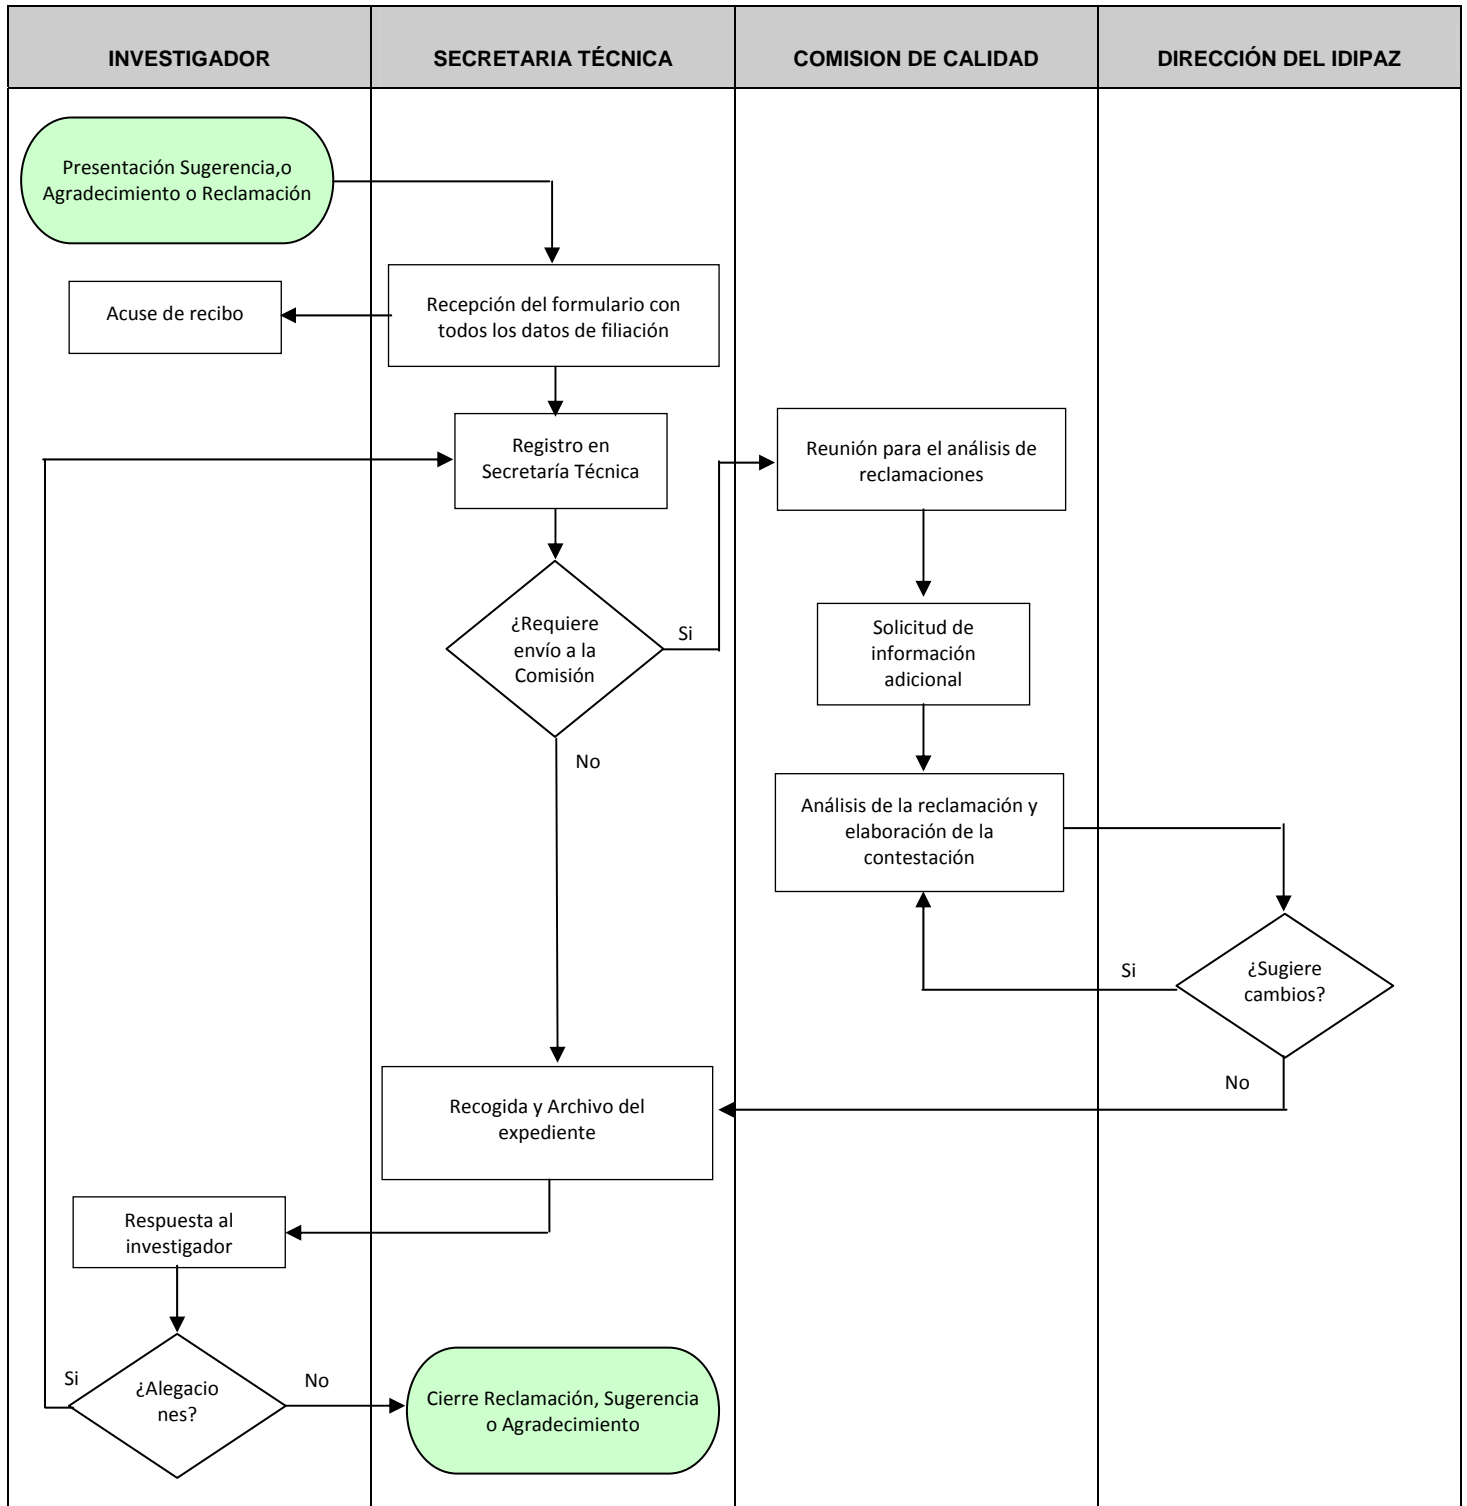 INVESTIGADOR
SECRETARIA TÉCNICA
COMISION DE CALIDAD
DIRECCIÓN DEL IDIPAZ
Presentación Sugerencia,o
Agradecimiento o Reclamación
Acuse de recibo
Recepción del formulario con
todos los datos de filiación
Registro en
Secretaría Técnica
Reunión para el análisis de
reclamaciones
¿Requiere
envío a la
Comisión
Si
No
Solicitud de
información
adicional
Análisis de la reclamación y
elaboración de la
contestación
¿Sugiere
cambios?
Si
No
Recogida y Archivo del
expediente
Respuesta al
investigador
¿Alegacio
nes?
Si
No
Cierre Reclamación, Sugerencia
o Agradecimiento